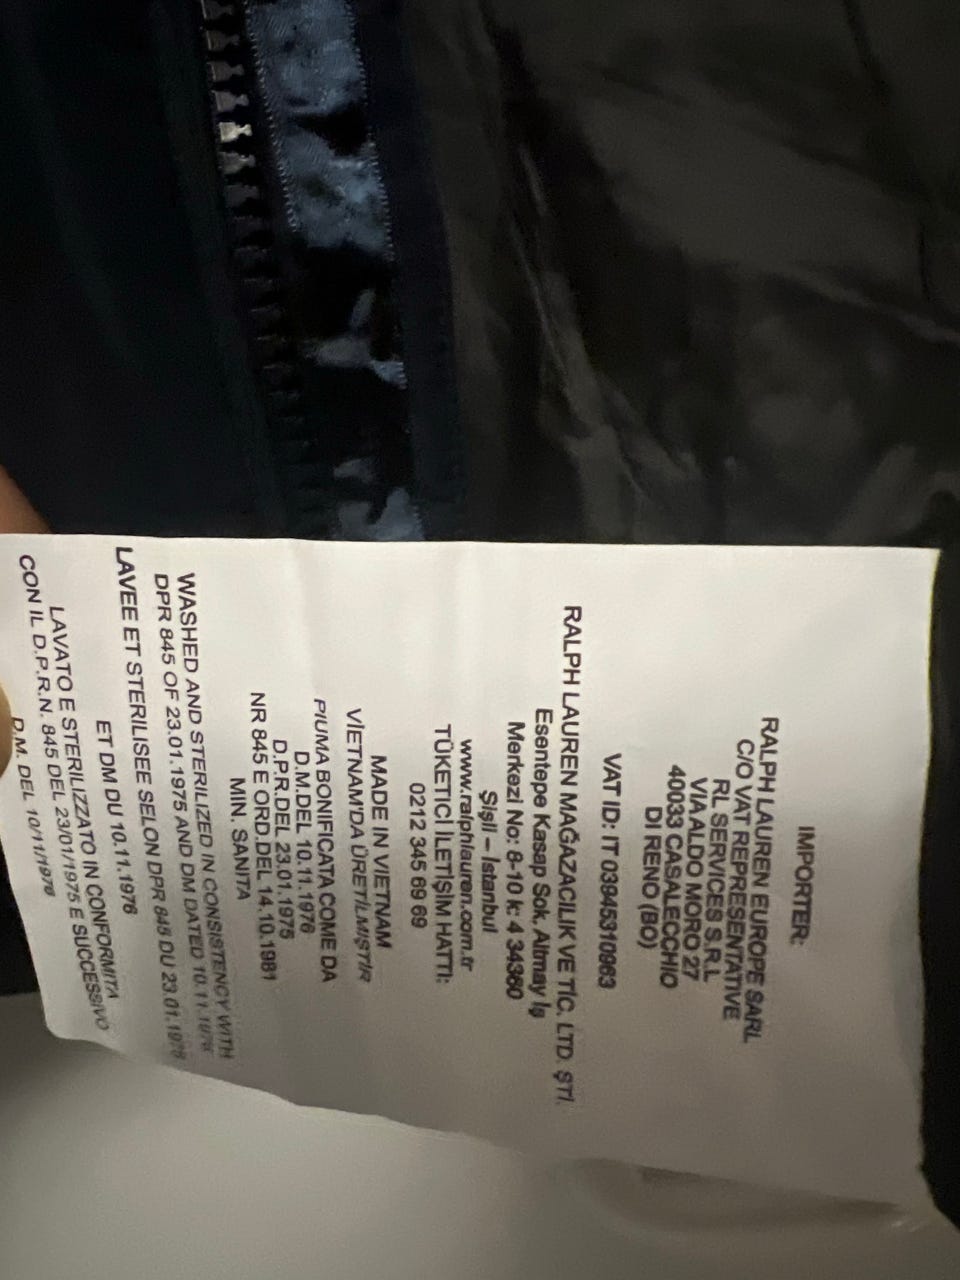 IMPORTER:
RALPH LAUREN EUROPE SARL
C/O VAT REPRESENTATIVE
RL SERVICES S.R.L
VIA ALDO MORO 27
40033 CASALECCHIO
DI RENO (BO)
VAT ID: IT 03945310963
RALPH LAUREN MAĞAZACILIK VE TİC. LTD. ŞTİ.
Esentepe Kasap Sok. Altmay İş
Merkezi No: 8-10 k: 4 34360
Şişli – İstanbul
www.ralphlauren.com.tr
TÜKETİCİ İLETİŞİM HATTI:
0212 345 69 69
MADE IN VIETNAM
VİETNAM'DA ÜRETİLMİŞTİR
PIUMA BONIFICATA COME DA
D.M.DEL 10.11.1976
D.P.R.DEL 23.01.1975
NR 845 E ORD.DEL 14.10.1981
MIN. SANITA
WASHED AND STERILIZED IN CONSISTENCY WITH
DPR 845 OF 23.01.1975 AND DM DATED 10.11.1976
LAVEE ET STERILISEE SELON DPR 845 DU 23.01.1975
ET DM DU 10.11.1976
LAVATO E STERILIZZATO IN CONFORMITA
CON IL D.P.R.N. 845 DEL 23/01/1975 E SUCCESSIVO
D.M. DEL 10/11/1976